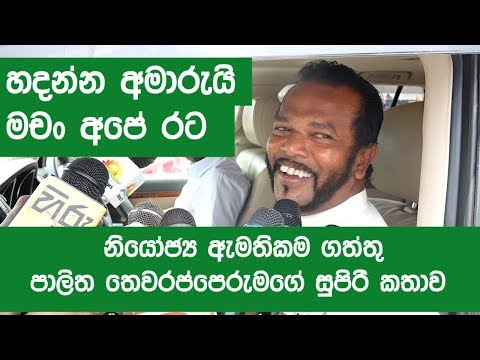 හදන්න අමාරුයි
මචං අපේ රට
හිරු
නියෝජ්‍ය ඇමතිකම ගත්තු
පාලිත තෙවරප්පෙරුමගේ සුපිරි කතාව